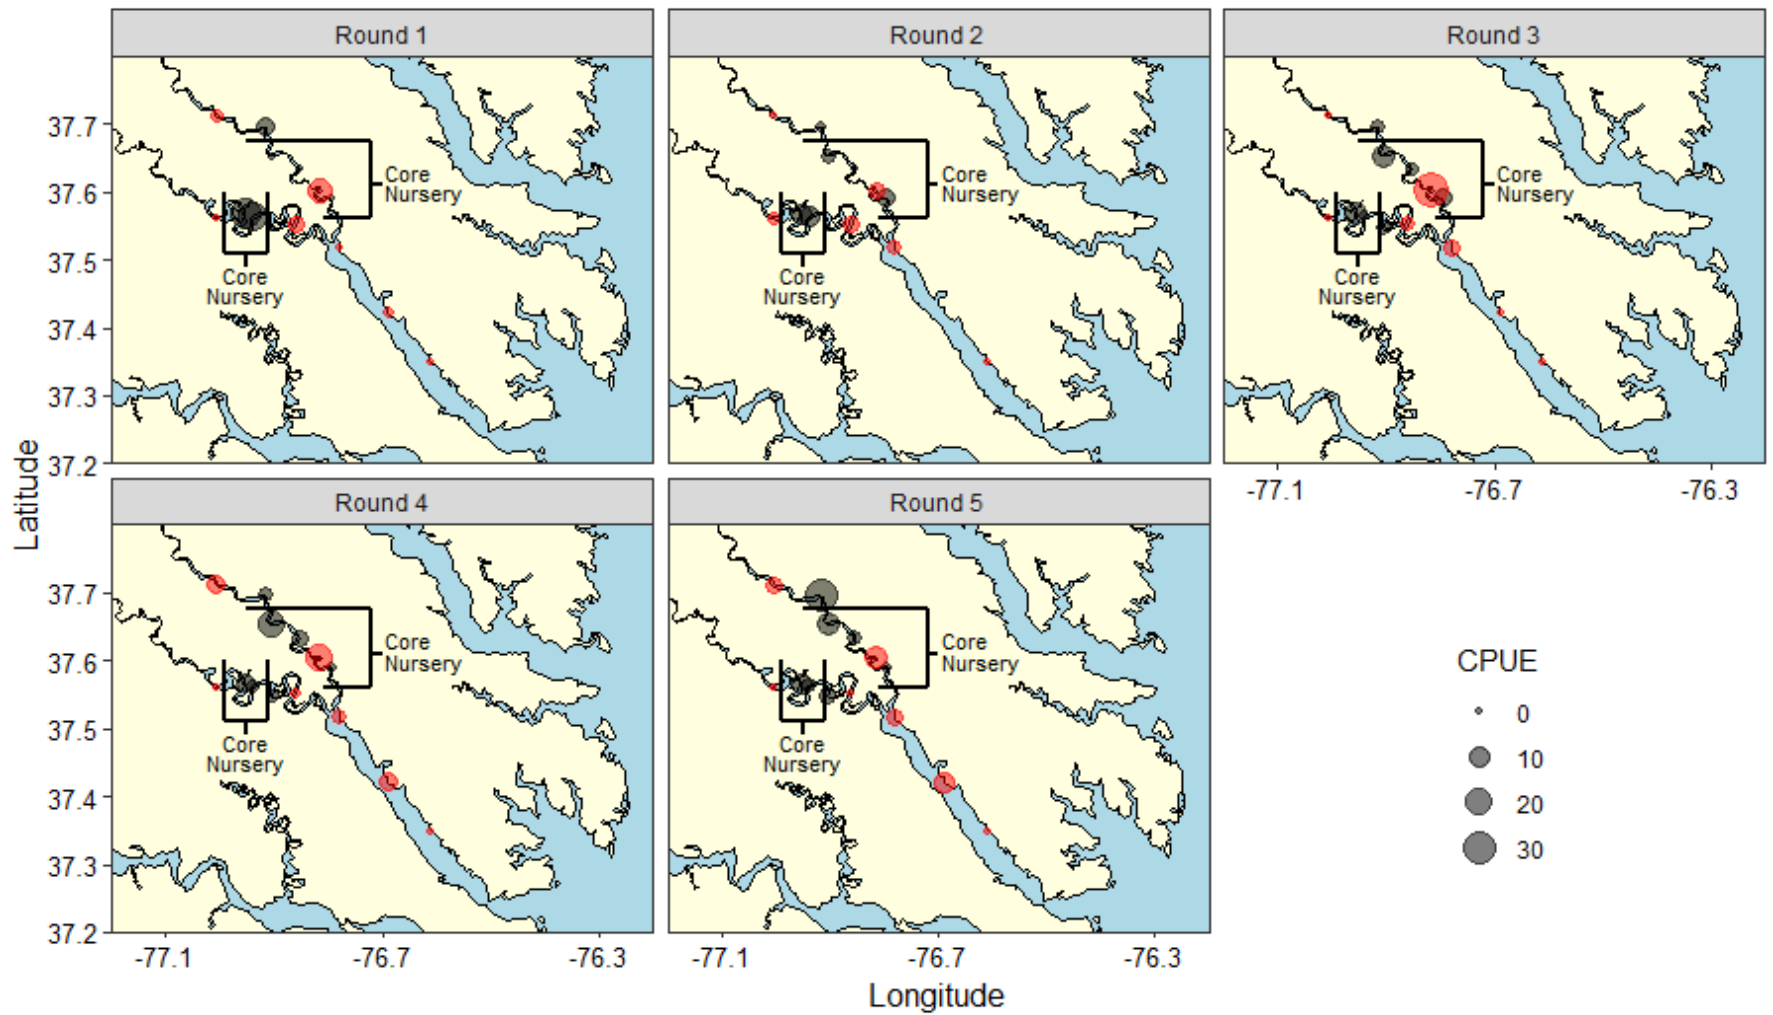 Round 1
Round 2
Round 3
37.7
37.6
37.5
37.4
37.3
37.2
Core
Nursery
Core
Nursery
Core
Nursery
Core
Nursery
Core
Nursery
Core
Nursery
-77.1
-76.7
-76.3
Latitude
Round 4
Round 5
37.7
37.6
37.5
37.4
37.3
37.2
Core
Nursery
Core
Nursery
Core
Nursery
Core
Nursery
-77.1
-76.7
-76.3
-77.1
-76.7
-76.3
Longitude
CPUE
0
10
20
30